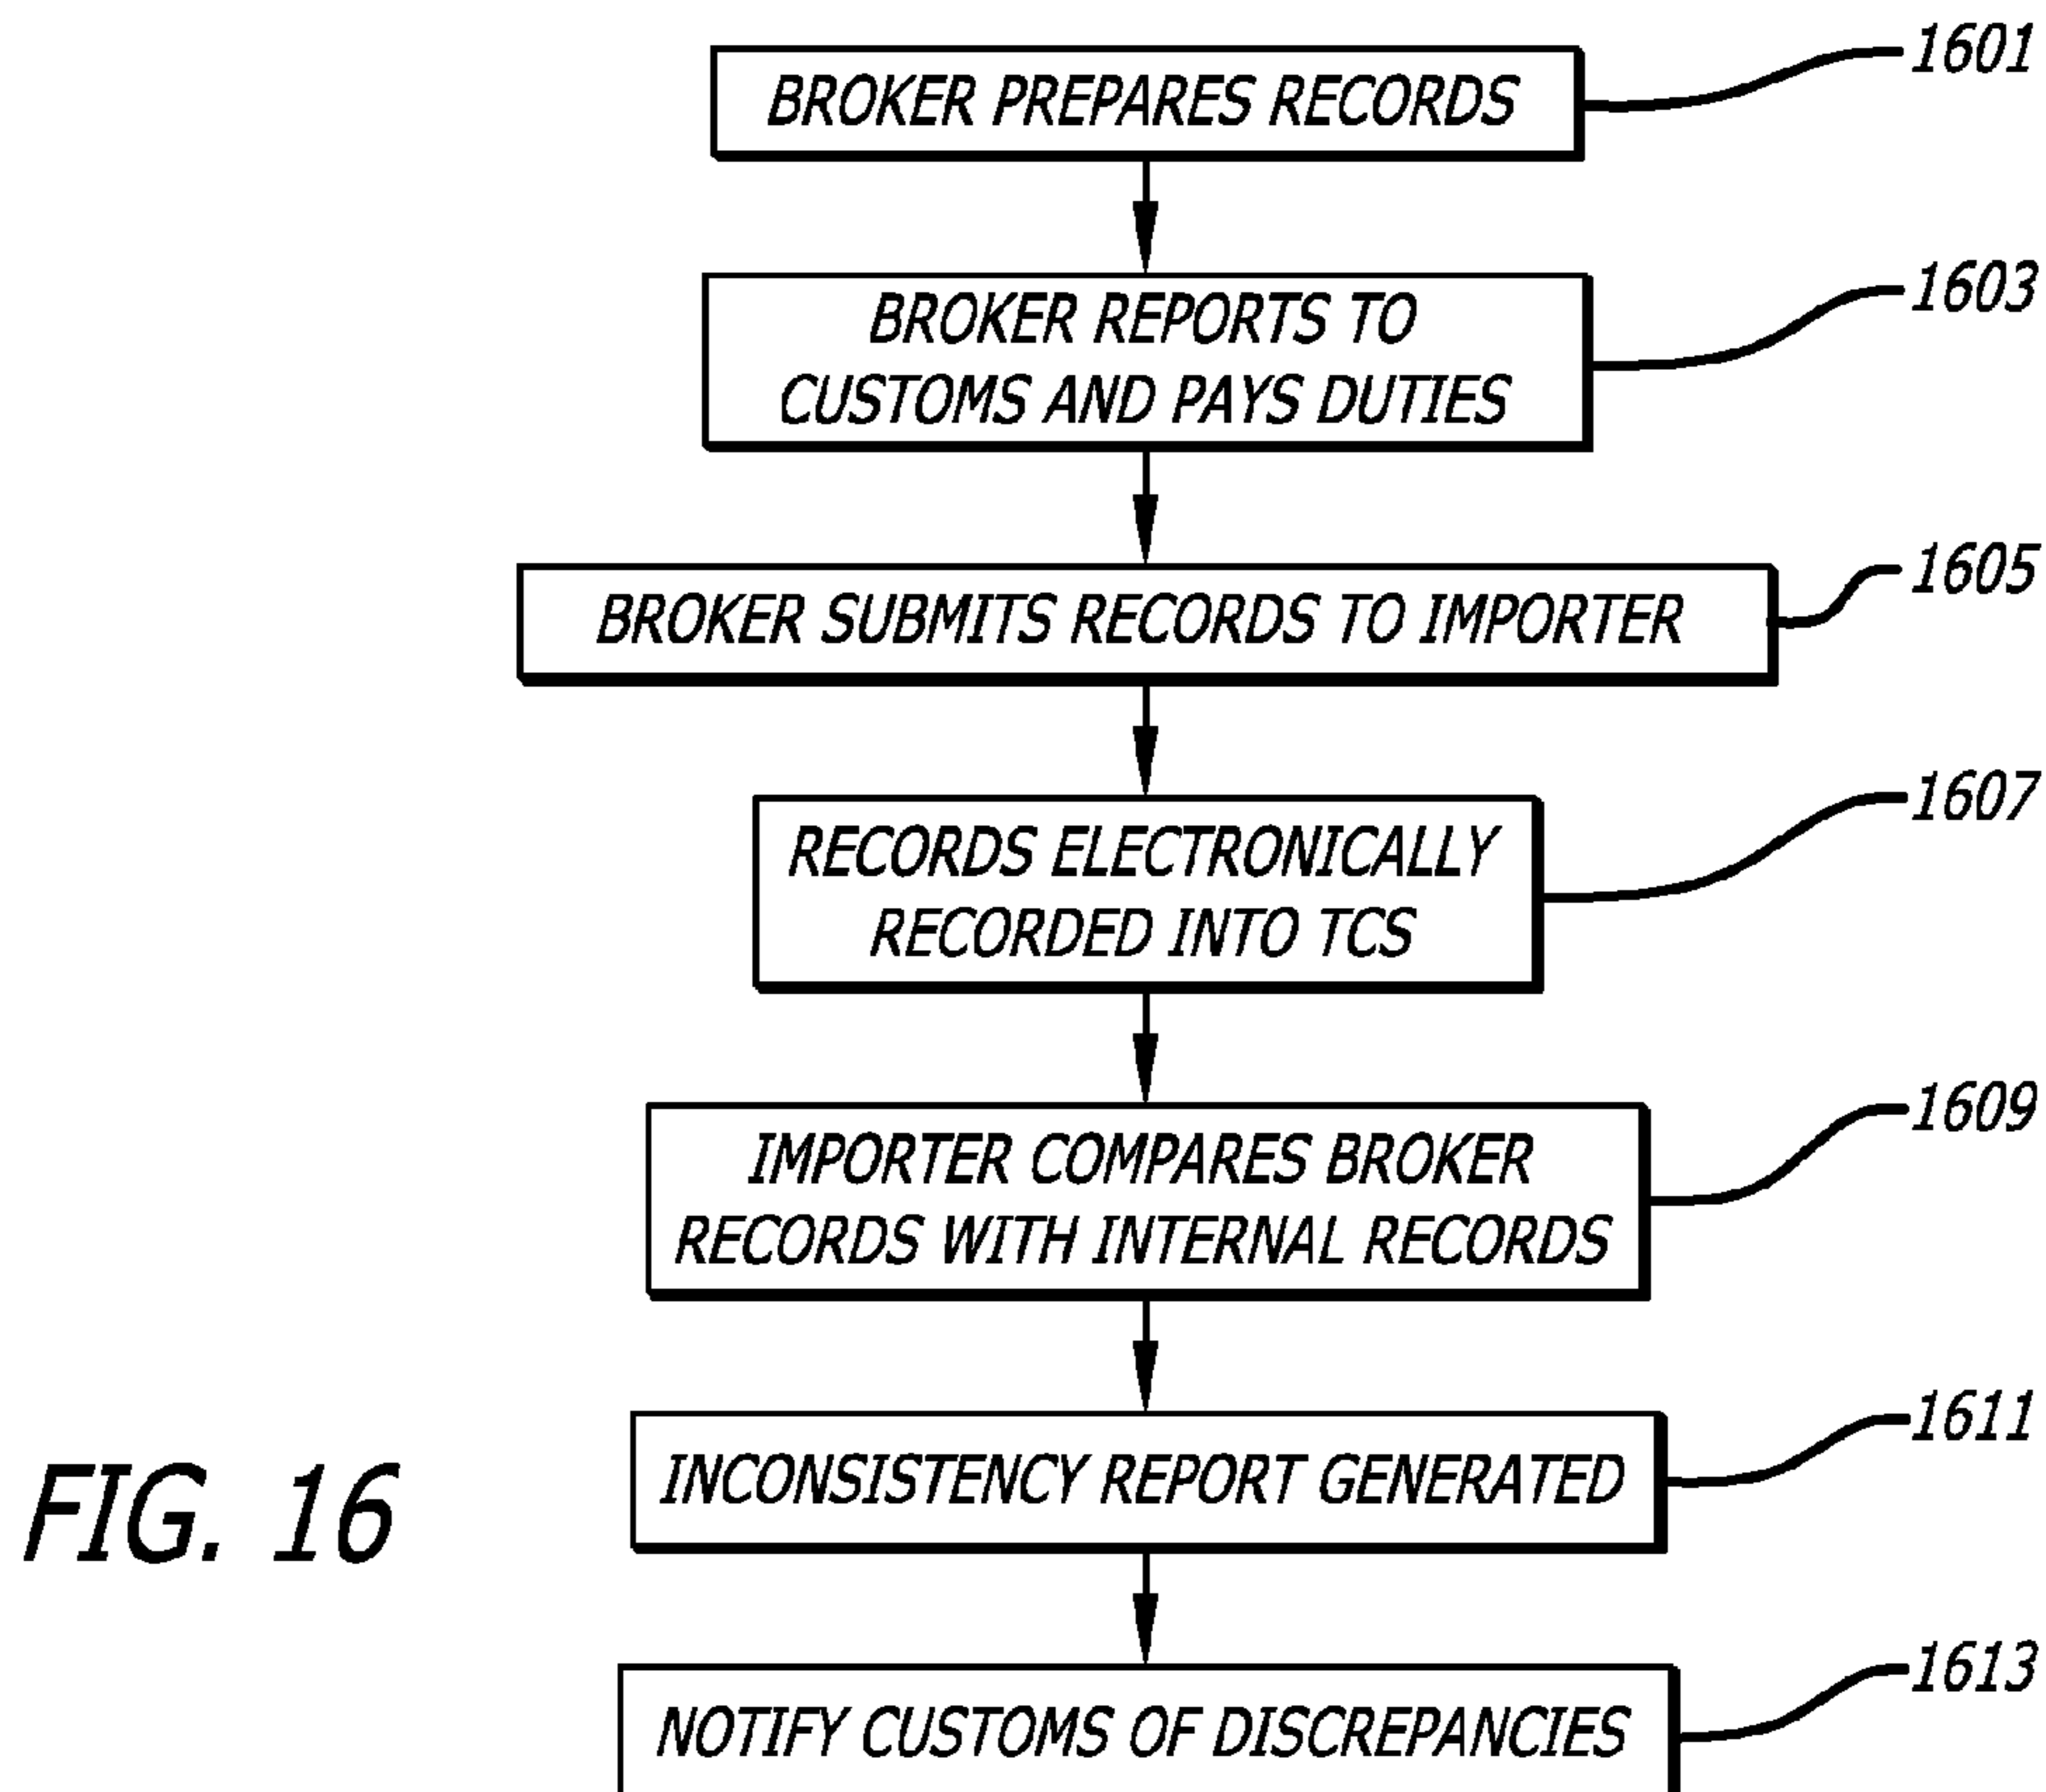 BROKER PREPARES RECORDS
1601
BROKER REPORTS TO
CUSTOMS AND PAYS DUTIES
1603
BROKER SUBMITS RECORDS TO IMPORTER
1605
RECORDS ELECTRONICALLY
RECORDED INTO TCS
1607
IMPORTER COMPARES BROKER
RECORDS WITH INTERNAL RECORDS
1609
INCONSISTENCY REPORT GENERATED
1611
NOTIFY CUSTOMS OF DISCREPANCIES
1613
FIG. 16